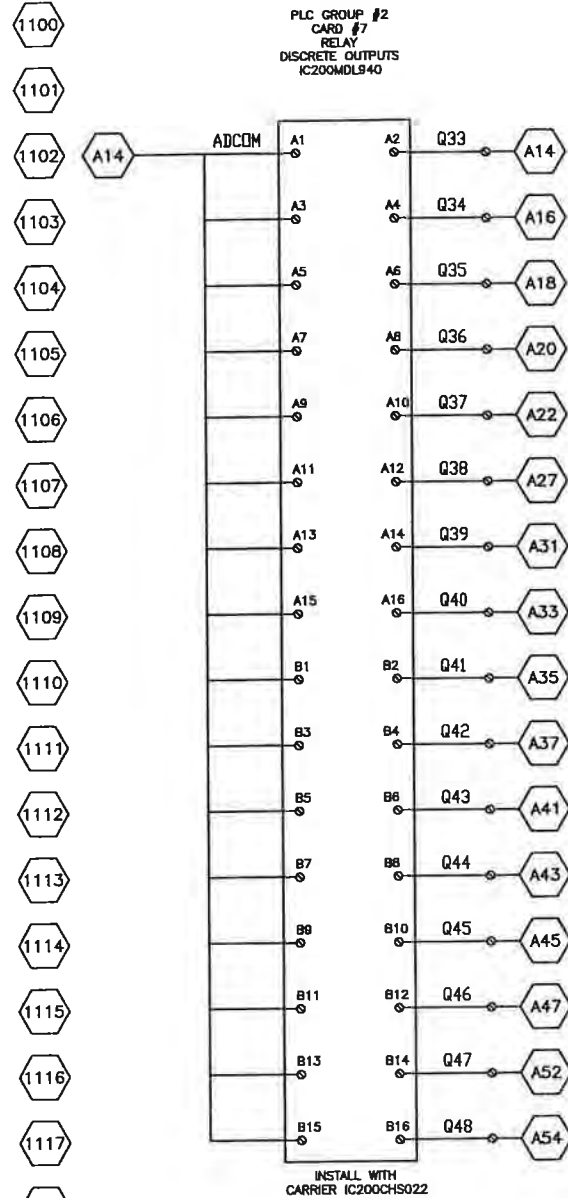 1100
PLC GROUP #2
CARD #7
RELAY
DISCRETE OUTPUTS
IC200MDL940
1101
1102 A14 ADCOM A1 A2 Q33 A14
1103 A3 A4 Q34 A16
1104 A5 A6 Q35 A18
1105 A7 A8 Q36 A20
1106 A9 A10 Q37 A22
1107 A11 A12 Q38 A27
1108 A13 A14 Q39 A31
1109 A15 A16 Q40 A33
1110 B1 B2 Q41 A35
1111 B3 B4 Q42 A37
1112 B5 B6 Q43 A41
1113 B7 B8 Q44 A43
1114 B9 B10 Q45 A45
1115 B11 B12 Q46 A47
1116 B13 B14 Q47 A52
1117 B15 B16 Q48 A54
INSTALL WITH
CARRIER IC200CHS022